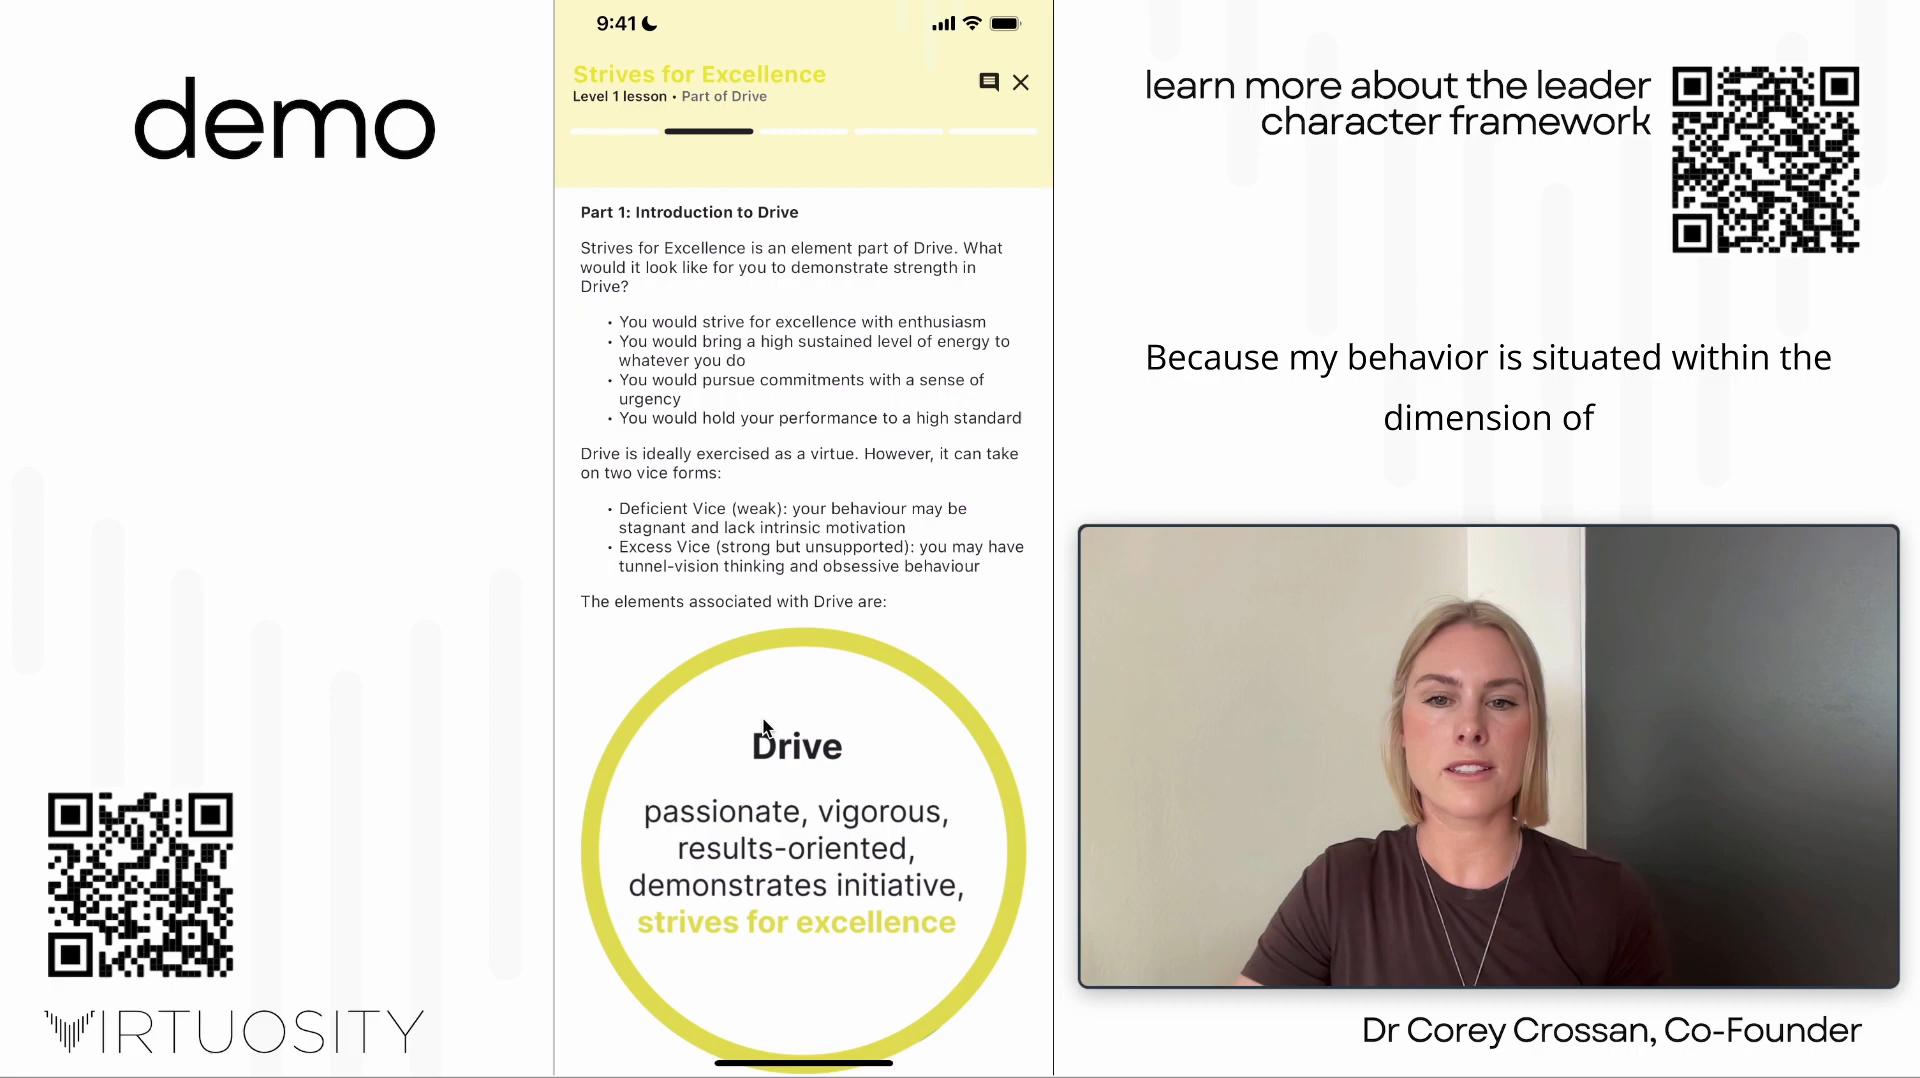 demo
9:41
Strives for Excellence
Level 1 lesson • Part of Drive
Part 1: Introduction to Drive
Strives for Excellence is an element part of Drive. What
would it look like for you to demonstrate strength in
Drive?
• You would strive for excellence with enthusiasm
• You would bring a high sustained level of energy to
whatever you do
• You would pursue commitments with a sense of
urgency
• You would hold your performance to a high standard
Drive is ideally exercised as a virtue. However, it can take
on two vice forms:
• Deficient Vice (weak): your behaviour may be
stagnant and lack intrinsic motivation
• Excess Vice (strong but unsupported): you may have
tunnel-vision thinking and obsessive behaviour
The elements associated with Drive are:
Drive
passionate, vigorous,
results-oriented,
demonstrates initiative,
strives for excellence
learn more about the leader
character framework
Because my behavior is situated within the
dimension of
Dr Corey Crossan, Co-Founder
VIRTUOSITY